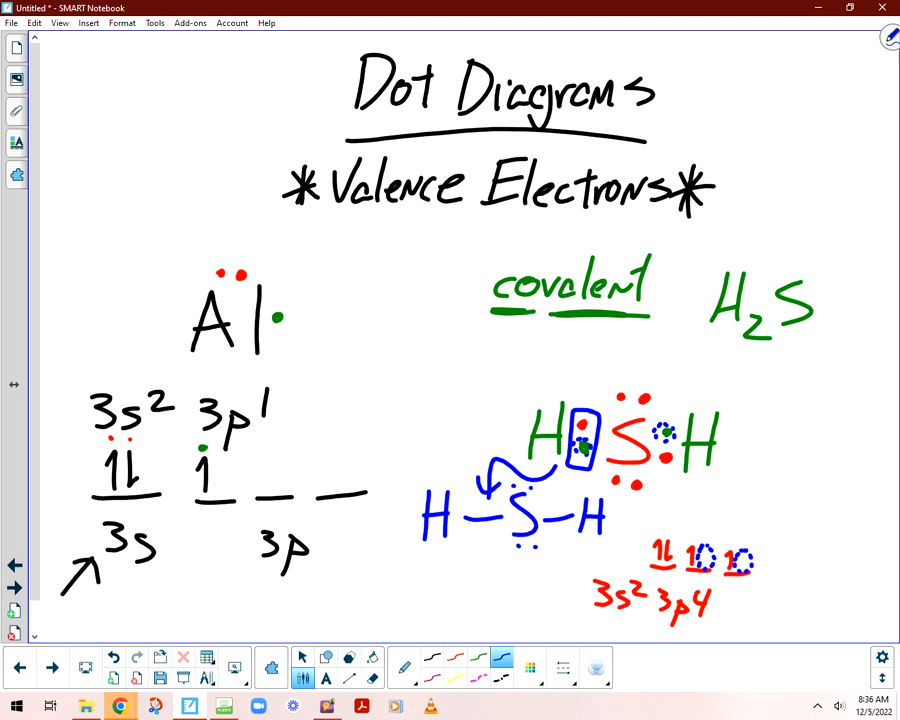 Untitled * - SMART Notebook
File Edit View Insert Format Tools Add-ons Account Help
Dot Diagrams
*Valence Electrons*
covalent H2S
Al
3s2 3p1
3s 3p
H S H
H-S-H
3s2 3p4
8:36 AM
12/5/2022